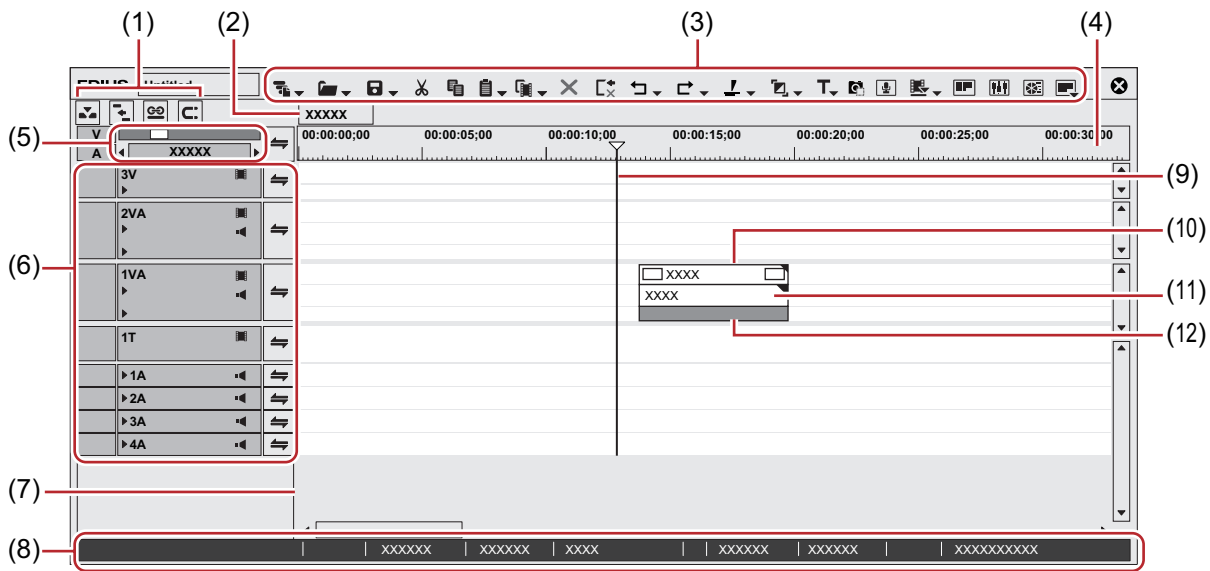 (1) (2) (3) (4)
EDIUS Untitled
XXXXX
(5) V 00:00:00;00 00:00:05;00 00:00:10;00 00:00:15;00 00:00:20;00 00:00:25;00 00:00:30;00
A XXXXX
3V (9)
2VA (10)
(6) 1VA XXXX
XXXX (11)
(12)
1T
1A
2A
3A
4A
(7)
(8) XXXXXX XXXXXX XXXX XXXXXX XXXXXX XXXXXXXXXX